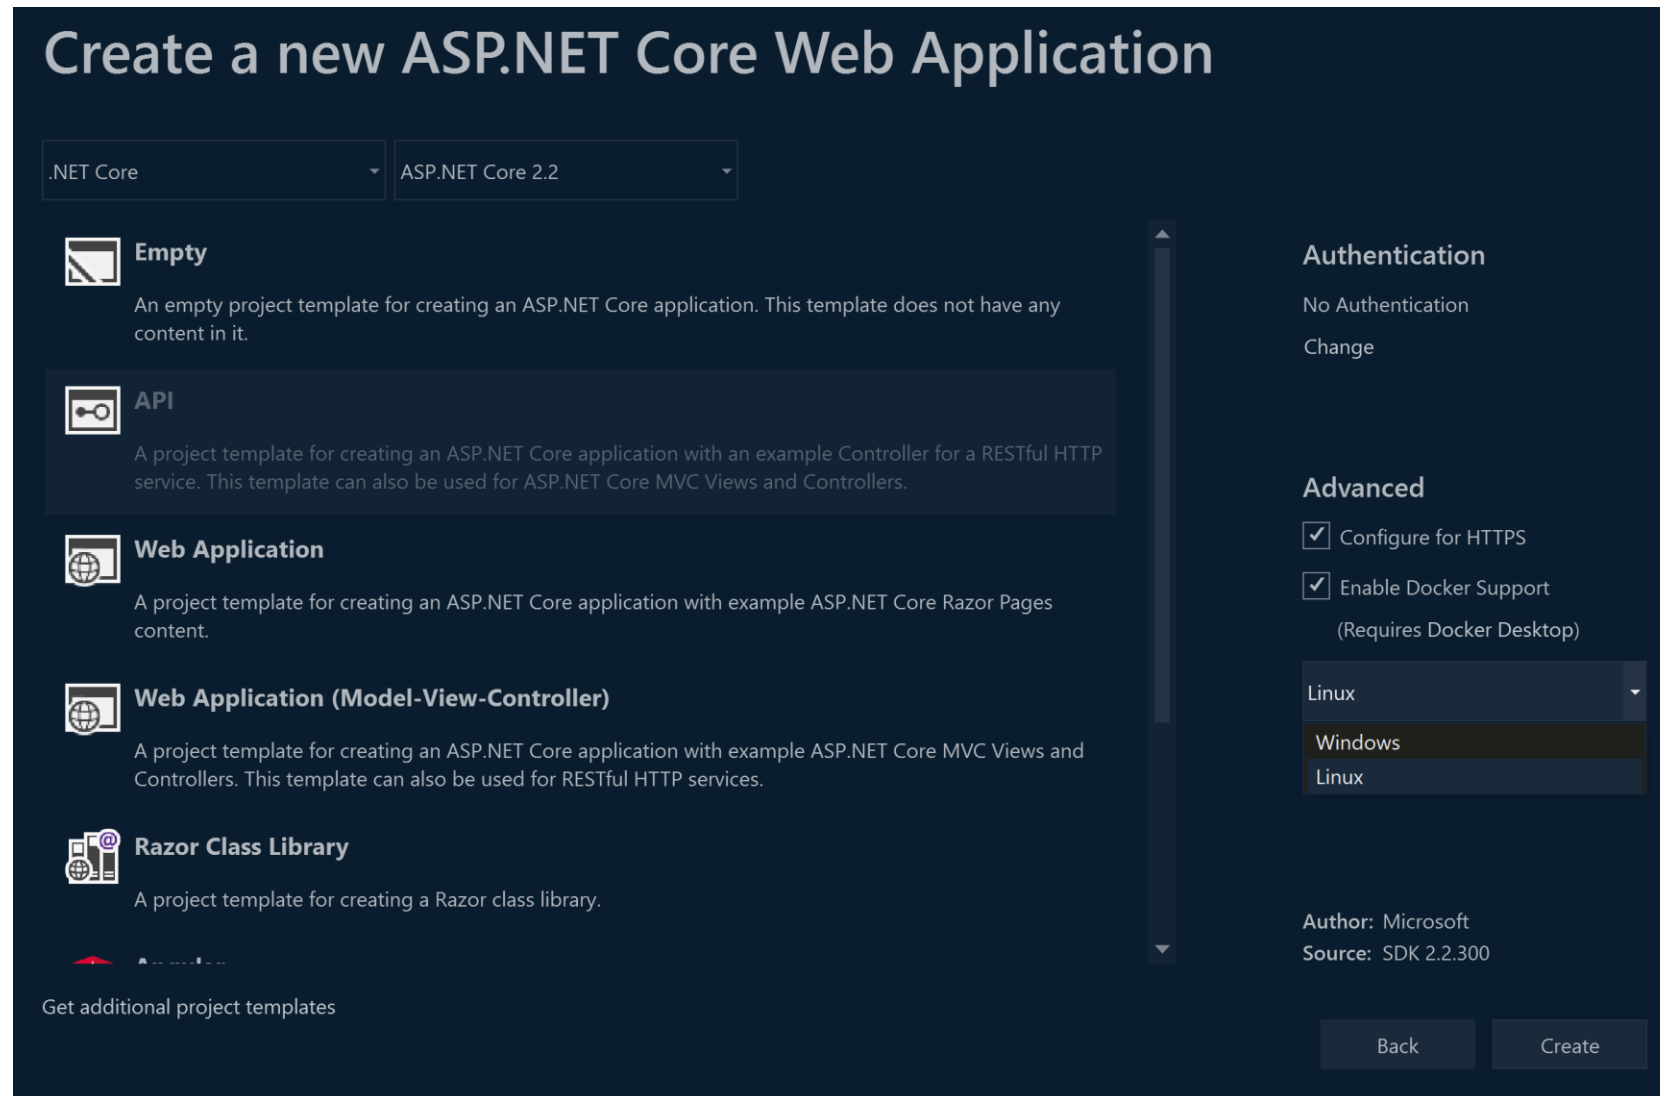 Create a new ASP.NET Core Web Application
.NET Core
ASP.NET Core 2.2
Empty
An empty project template for creating an ASP.NET Core application. This template does not have any
content in it.
API
A project template for creating an ASP.NET Core application with an example Controller for a RESTful HTTP
service. This template can also be used for ASP.NET Core MVC Views and Controllers.
Web Application
A project template for creating an ASP.NET Core application with example ASP.NET Core Razor Pages
content.
Web Application (Model-View-Controller)
A project template for creating an ASP.NET Core application with example ASP.NET Core MVC Views and
Controllers. This template can also be used for RESTful HTTP services.
Razor Class Library
A project template for creating a Razor class library.
Angular
Get additional project templates
Authentication
No Authentication
Change
Advanced
Configure for HTTPS
Enable Docker Support
(Requires Docker Desktop)
Linux
Windows
Linux
Author: Microsoft
Source: SDK 2.2.300
Back
Create